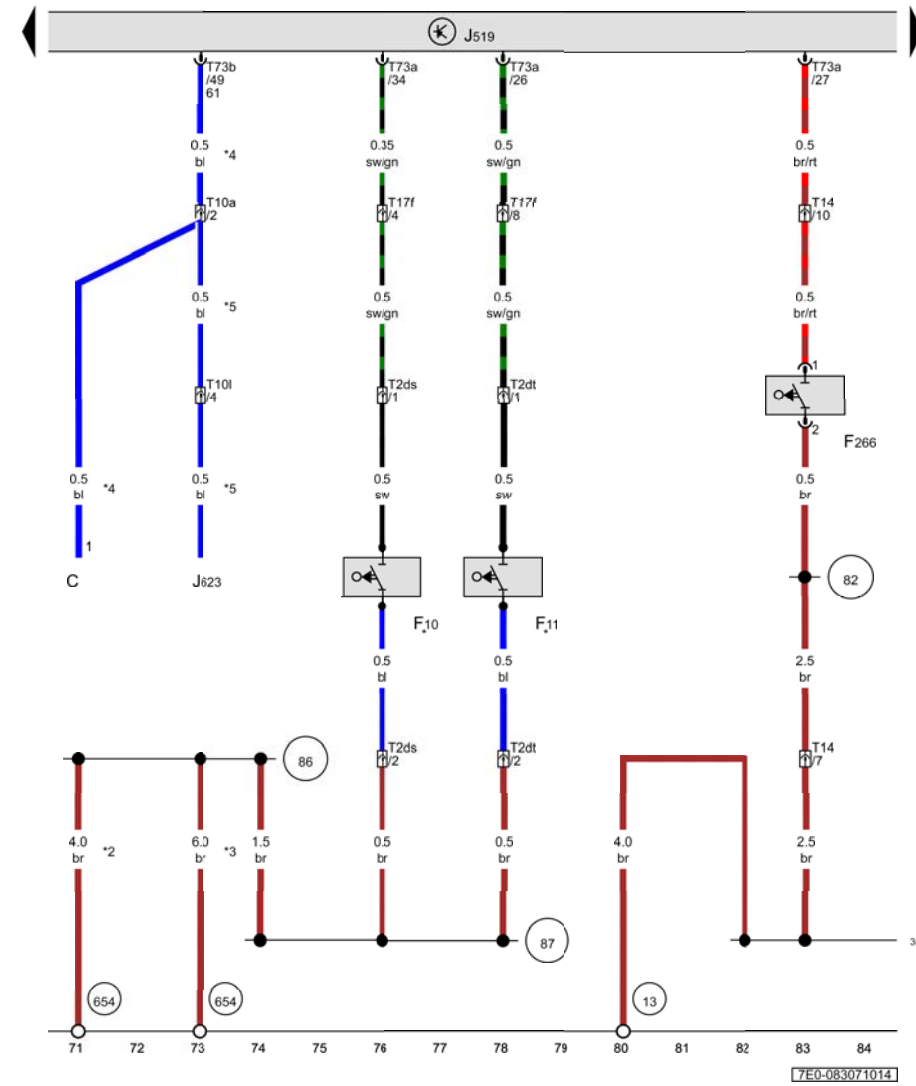 J519
T73b
/49
61
T73a
/34
T73a
/26
T73a
/27
0.5
bl
*4
0.35
sw/gn
0.5
sw/gn
0.5
br/rt
T10a
/2
T17f
/4
T17f
/8
T14
/10
0.5
bl
*5
0.5
sw/gn
0.5
sw/gn
0.5
br/rt
1
T10l
/4
T2ds
/1
T2dt
/1
2
F266
0.5
bl
*4
0.5
bl
*5
0.5
sw
0.5
sw
0.5
br
1
C
J623
82
F*10
F*11
0.5
bl
0.5
bl
2.5
br
86
T2ds
/2
T2dt
/2
T14
/7
4.0
br
*2
6.0
br
*3
1.5
br
0.5
br
0.5
br
4.0
br
2.5
br
87
3
654
654
13
71 72 73 74 75 76 77 78 79 80 81 82 83 84
7E0-083071014